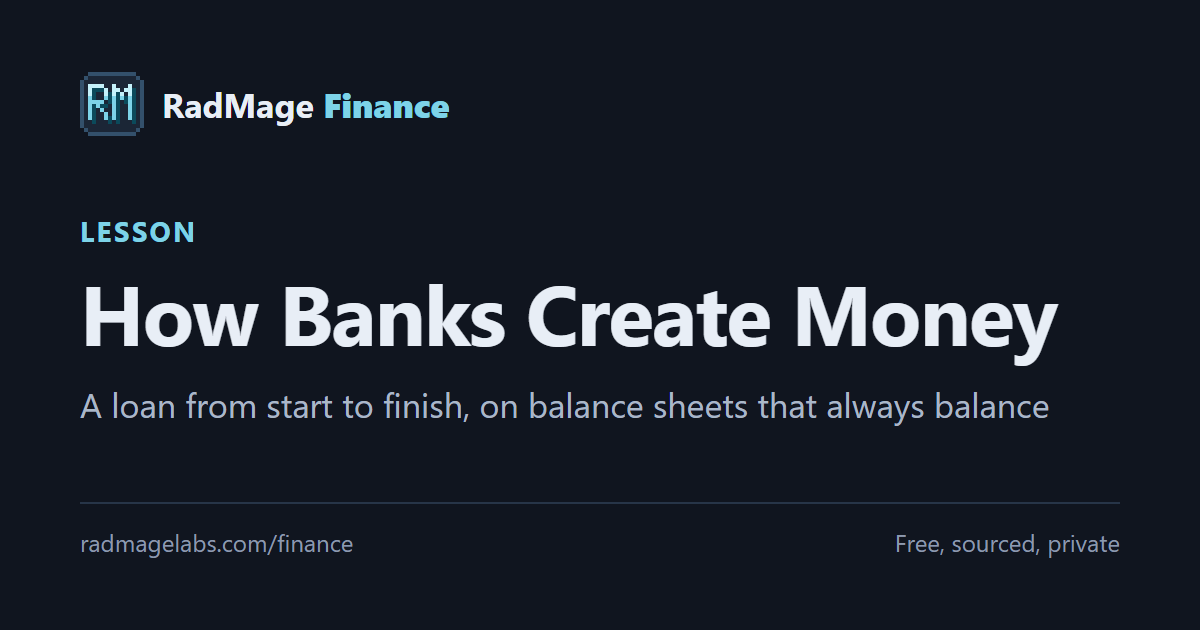 RM
RadMage Finance
LESSON
How Banks Create Money
A loan from start to finish, on balance sheets that always balance
radmagelabs.com/finance
Free, sourced, private